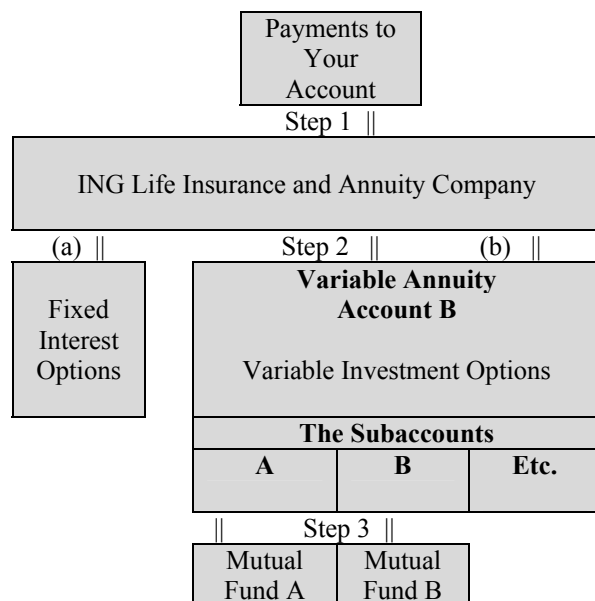 Payments to
Your
Account
Step 1 ||
ING Life Insurance and Annuity Company
(a) || Step 2 || (b) ||
Fixed
Interest
Options
Variable Annuity
Account B
Variable Investment Options
The Subaccounts
A B Etc.
|| Step 3 ||
Mutual
Fund A
Mutual
Fund B